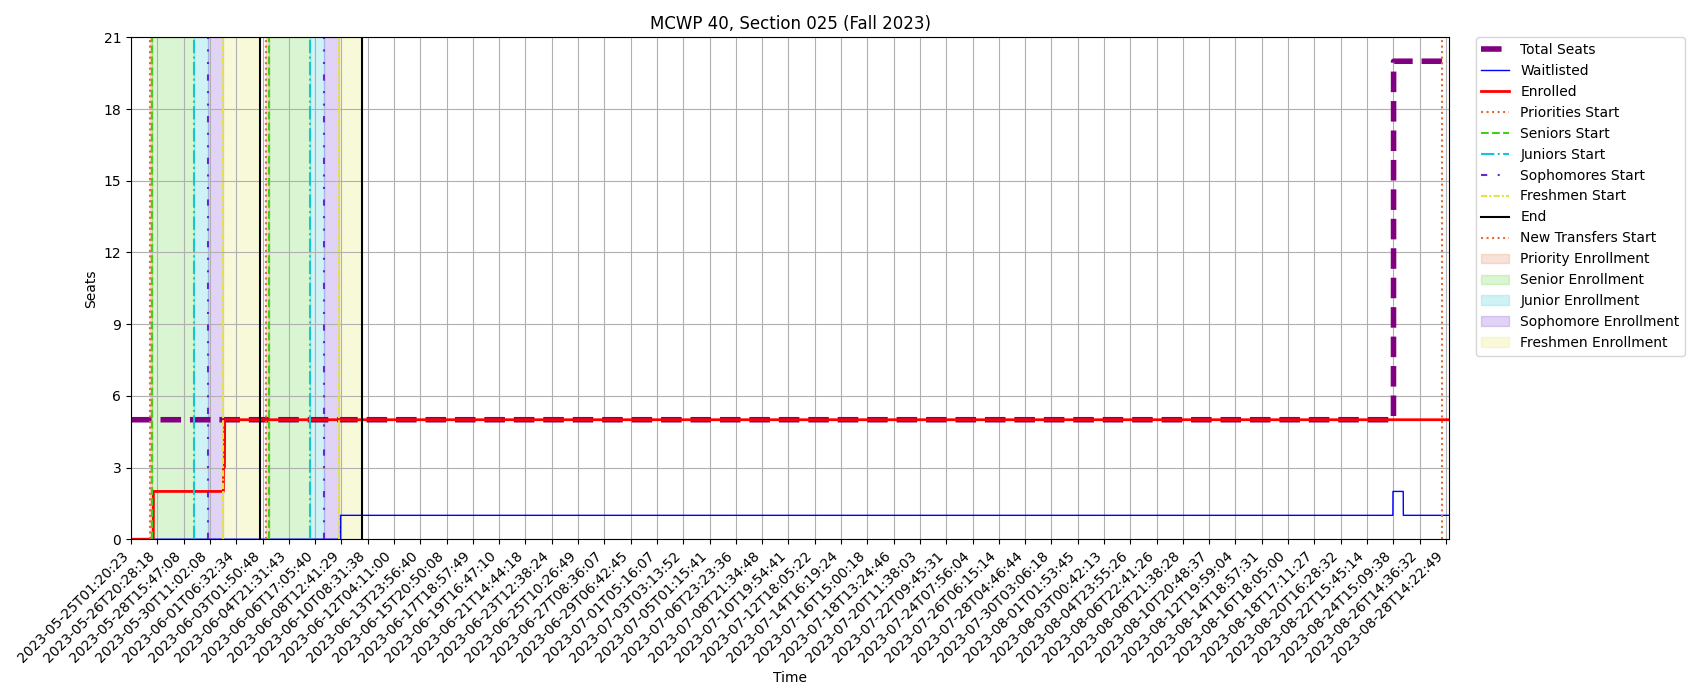 MCWP 40, Section 025 (Fall 2023)
21
18
15
12
9
6
3
0
Seats
2023-05-25T01:20:23
2023-05-26T20:28:18
2023-05-28T15:47:08
2023-05-30T11:02:08
2023-06-01T06:32:34
2023-06-03T01:50:48
2023-06-04T21:31:43
2023-06-06T17:05:40
2023-06-08T12:41:29
2023-06-10T08:31:38
2023-06-12T04:11:00
2023-06-13T23:56:40
2023-06-15T20:50:08
2023-06-17T18:57:49
2023-06-19T16:47:10
2023-06-21T14:44:18
2023-06-23T12:38:24
2023-06-25T10:26:49
2023-06-27T08:36:07
2023-06-29T06:42:45
2023-07-01T05:16:07
2023-07-03T03:13:52
2023-07-05T01:15:41
2023-07-06T23:23:36
2023-07-08T21:34:48
2023-07-10T19:54:41
2023-07-12T18:05:22
2023-07-14T16:19:24
2023-07-16T15:00:18
2023-07-18T13:24:46
2023-07-20T11:38:03
2023-07-22T09:45:31
2023-07-24T07:56:04
2023-07-26T06:15:14
2023-07-28T04:46:44
2023-07-30T03:06:18
2023-08-01T01:53:45
2023-08-03T00:42:13
2023-08-04T23:55:26
2023-08-06T22:41:26
2023-08-08T21:38:28
2023-08-10T20:48:37
2023-08-12T19:59:04
2023-08-14T18:57:31
2023-08-16T18:05:00
2023-08-18T17:11:27
2023-08-20T16:28:32
2023-08-22T15:45:14
2023-08-24T15:09:38
2023-08-26T14:36:32
2023-08-28T14:22:49
Time
Total Seats
Waitlisted
Enrolled
Priorities Start
Seniors Start
Juniors Start
Sophomores Start
Freshmen Start
End
New Transfers Start
Priority Enrollment
Senior Enrollment
Junior Enrollment
Sophomore Enrollment
Freshmen Enrollment